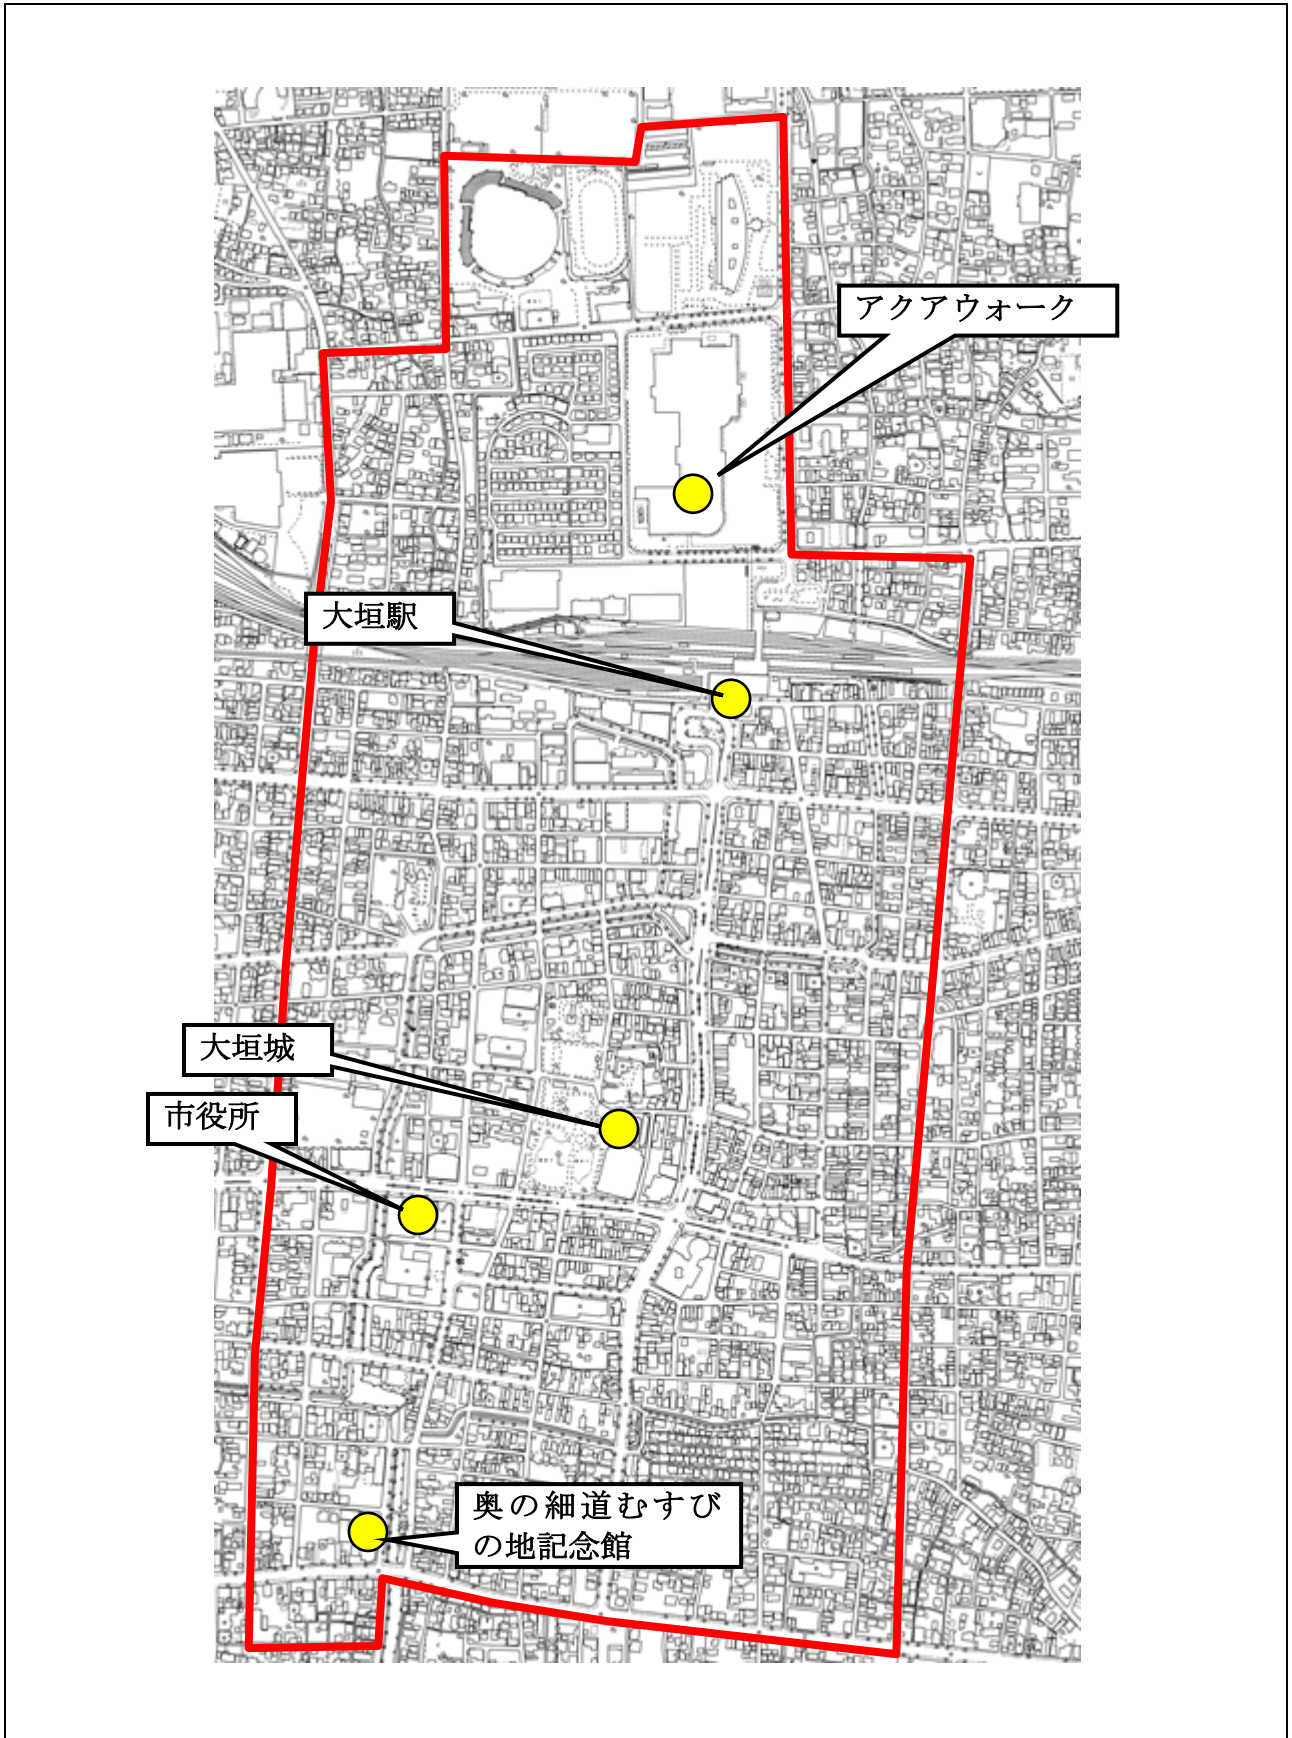 アクアウォーク
大垣駅
大垣城
市役所
奥の細道むすび
の地記念館